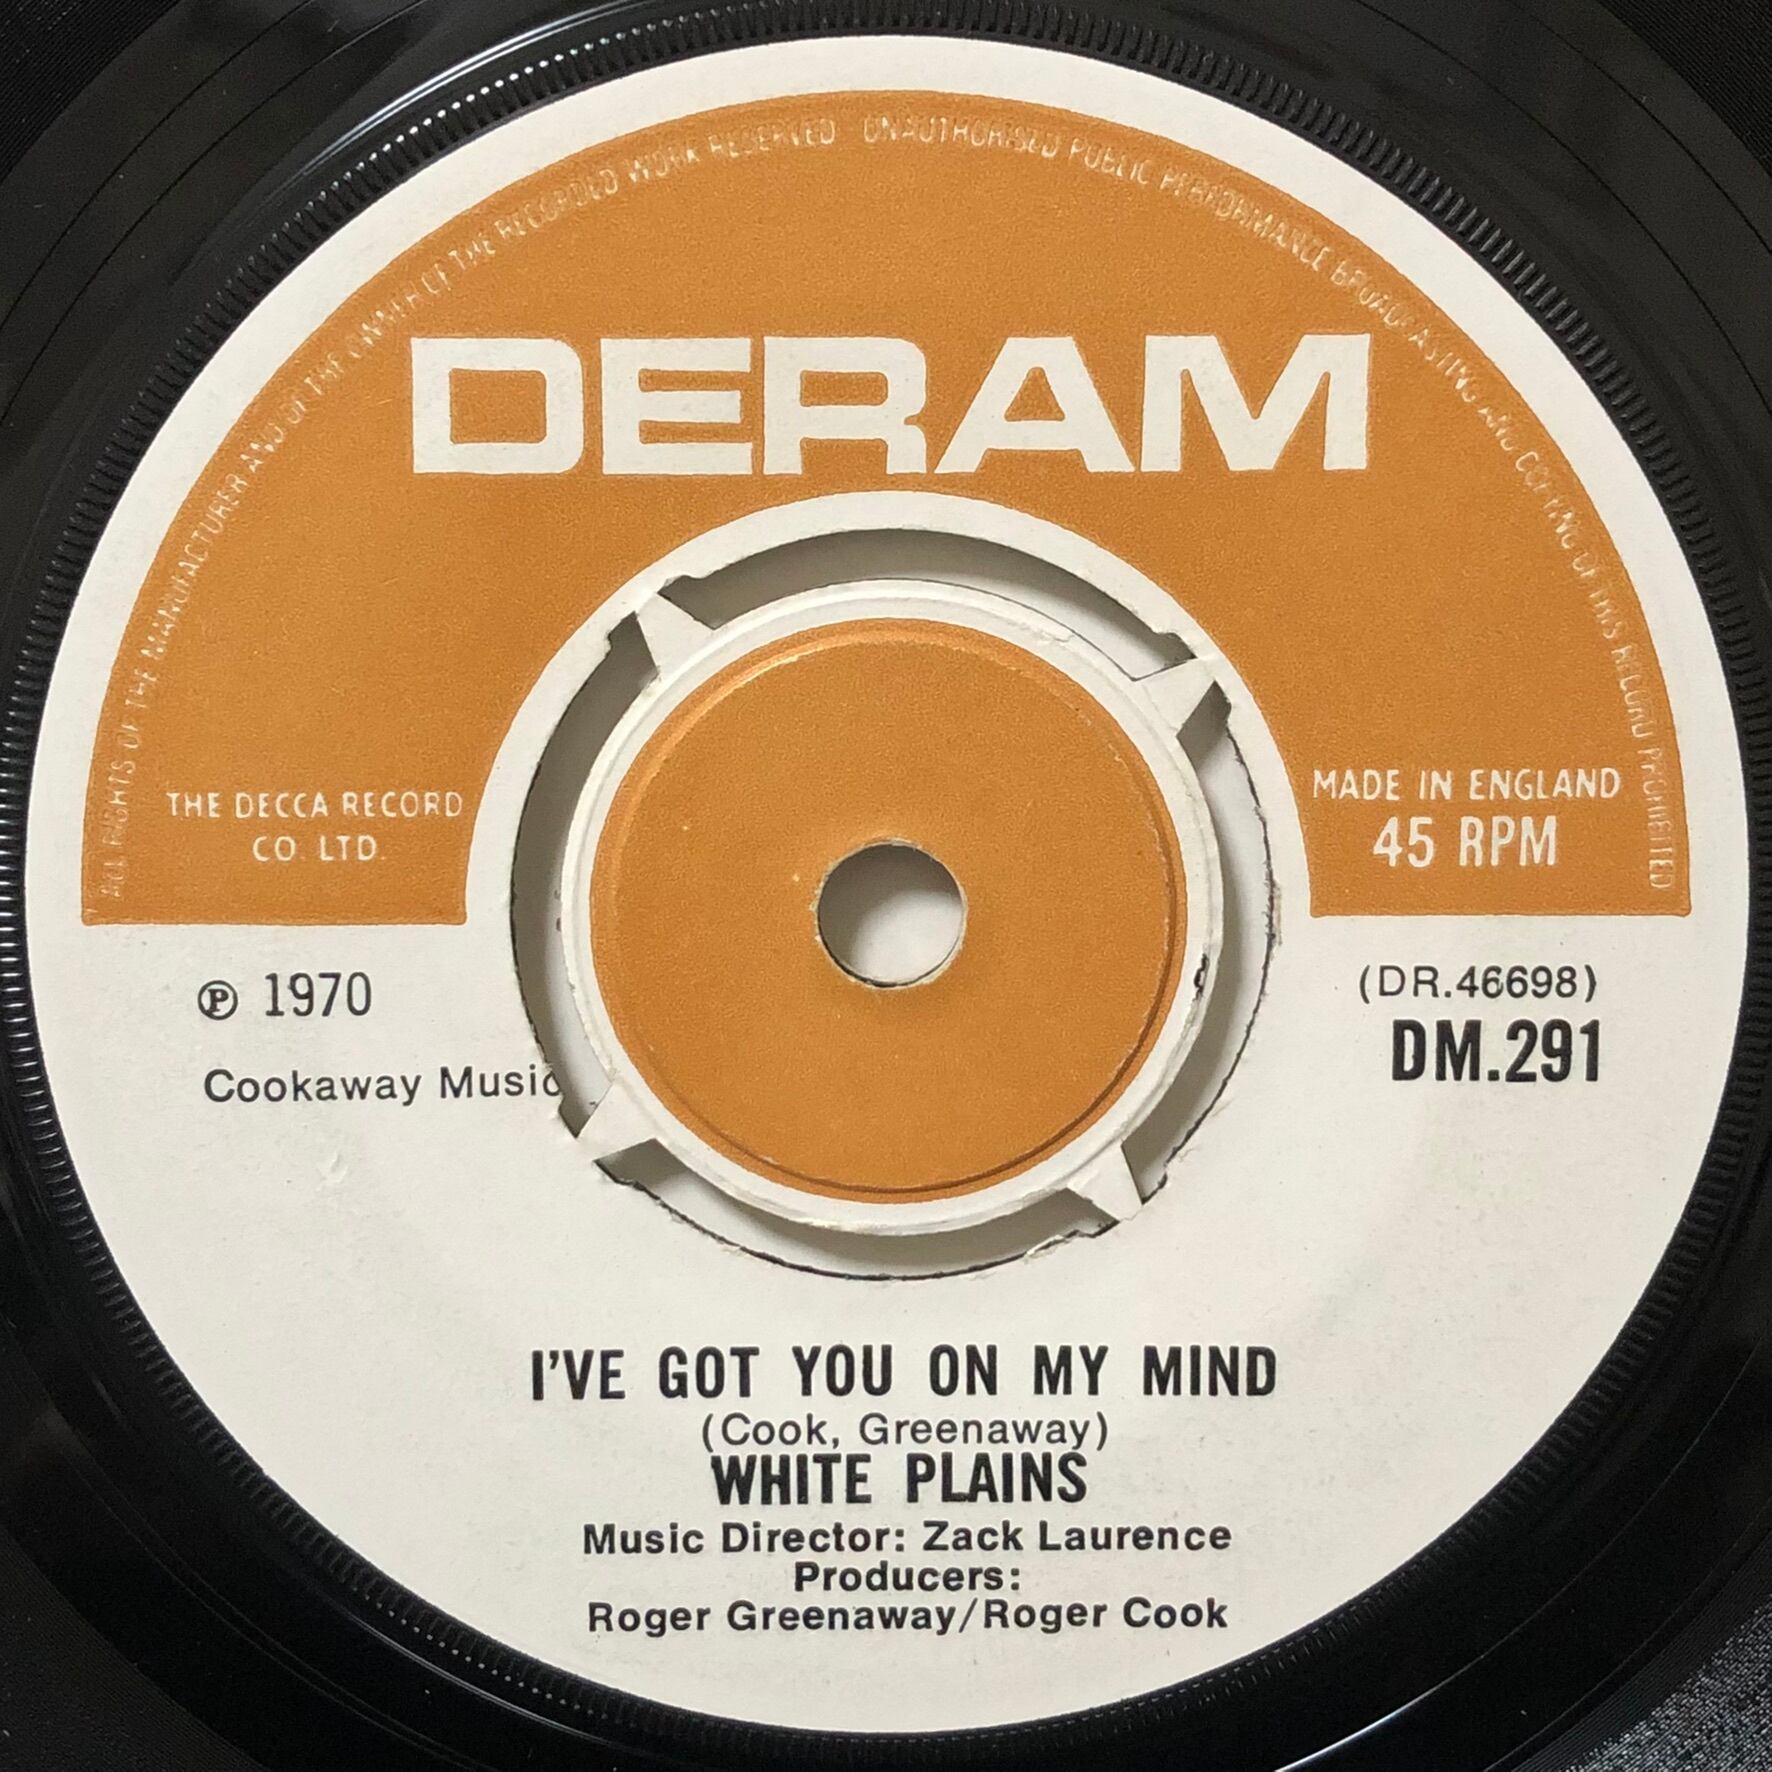 ALL RIGHTS OF THE MANUFACTURER AND OF THE OWNER OF THE RECORDED WORK RESERVED UNAUTHORISED PUBLIC PERFORMANCE BROADCASTING AND COPYING OF THIS RECORD PROHIBITED
DERAM
THE DECCA RECORD
CO. LTD.
MADE IN ENGLAND
45 RPM
℗ 1970
(DR.46698)
DM.291
Cookaway Music
I'VE GOT YOU ON MY MIND
(Cook, Greenaway)
WHITE PLAINS
Music Director: Zack Laurence
Producers:
Roger Greenaway/Roger Cook